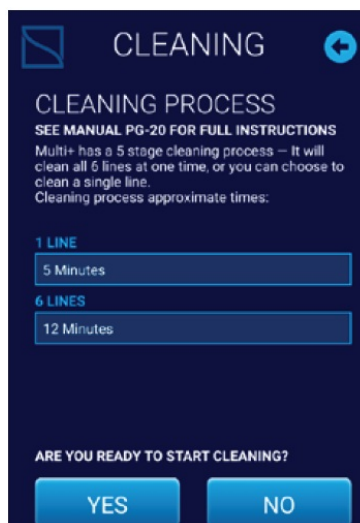 CLEANING
CLEANING PROCESS
SEE MANUAL PG-20 FOR FULL INSTRUCTIONS
Multi+ has a 5 stage cleaning process — It will
clean all 6 lines at one time, or you can choose to
clean a single line.
Cleaning process approximate times:
1 LINE
5 Minutes
6 LINES
12 Minutes
ARE YOU READY TO START CLEANING?
YES NO